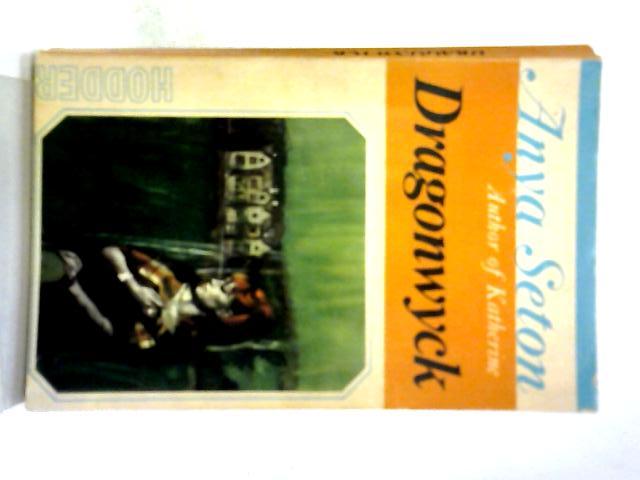 Anya Seton
Author of Katherine
Dragonwyck
HODDER